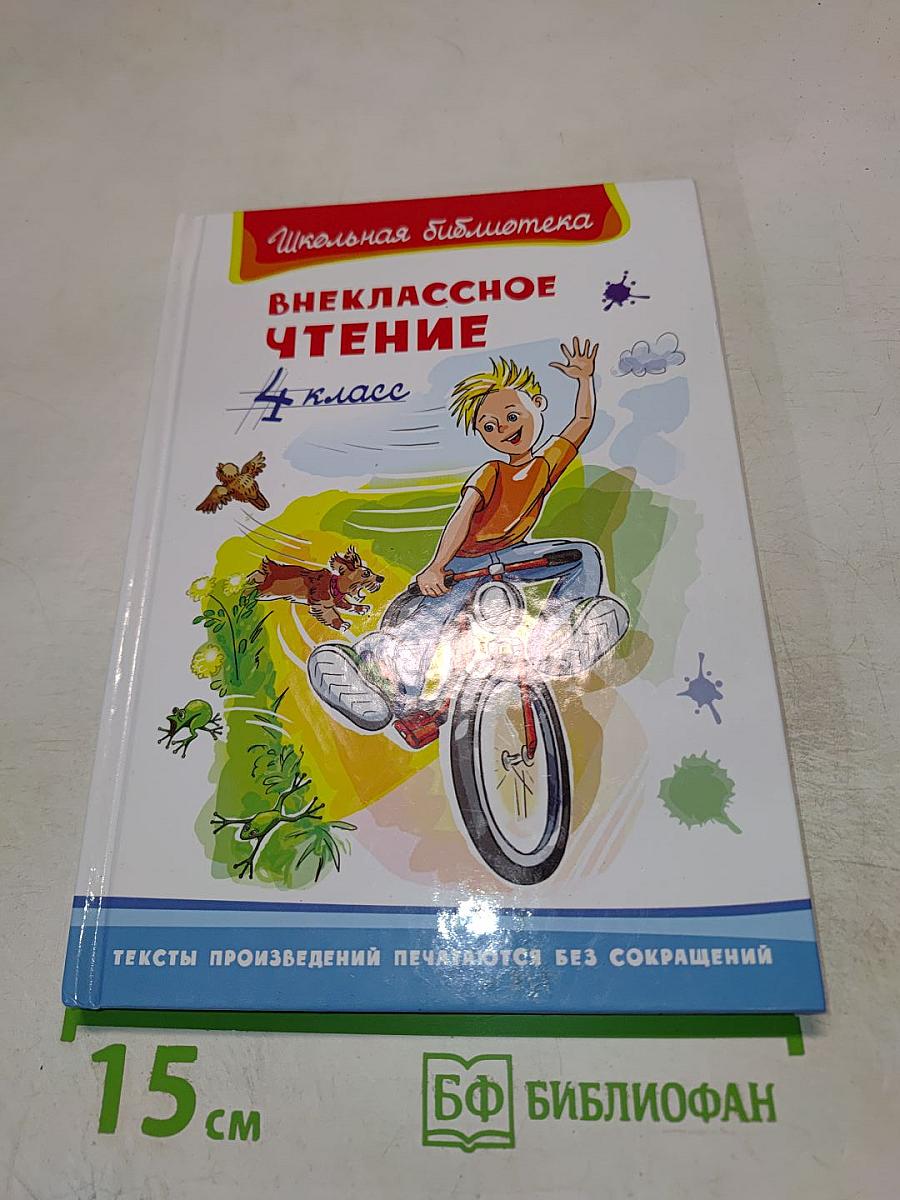 Школьная библиотека
ВНЕКЛАССНОЕ
ЧТЕНИЕ
4 класс
ТЕКСТЫ ПРОИЗВЕДЕНИЙ ПЕЧАТАЮТСЯ БЕЗ СОКРАЩЕНИЙ
15 см
БФ БИБЛИОФАН